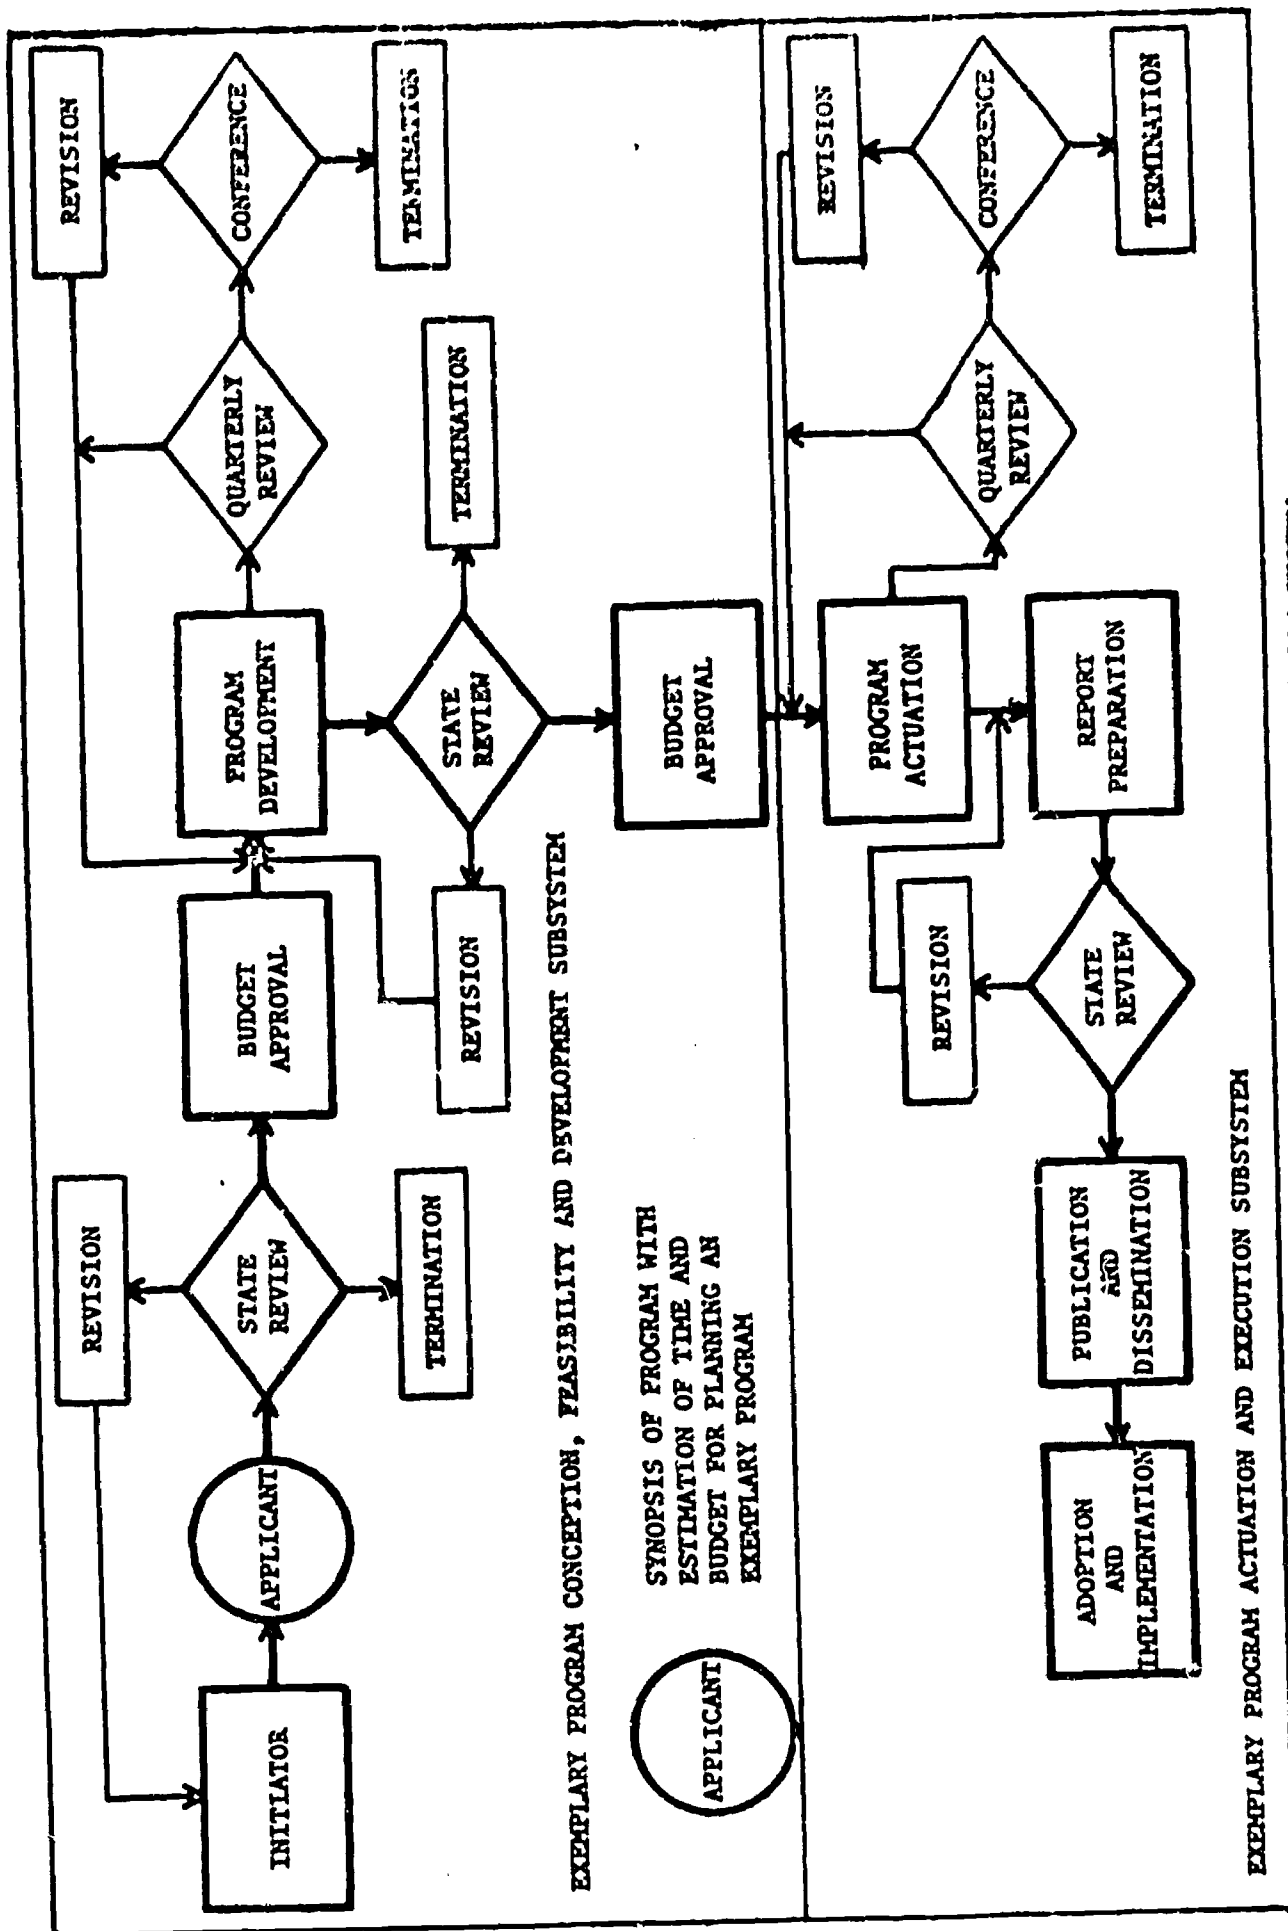 REVISION
CONFERENCE
TERMINATION
QUARTERLY
REVIEW
PROGRAM
DEVELOPMENT
STATE
REVIEW
TERMINATION
BUDGET
APPROVAL
REVISION
BUDGET
APPROVAL
REVISION
STATE
REVIEW
TERMINATION
APPLICANT
INITIATOR
EXEMPLARY PROGRAM CONCEPTION, FEASIBILITY AND DEVELOPMENT SUBSYSTEM
APPLICANT
SYNOPSIS OF PROGRAM WITH
ESTIMATION OF TIME AND
BUDGET FOR PLANNING AN
EXEMPLARY PROGRAM
REVISION
CONFERENCE
TERMINATION
QUARTERLY
REVIEW
PROGRAM
ACTUATION
REPORT
PREPARATION
REVISION
STATE
REVIEW
PUBLICATION
AND
DISSEMINATION
ADOPTION
AND
IMPLEMENTATION
EXEMPLARY PROGRAM ACTUATION AND EXECUTION SUBSYSTEM